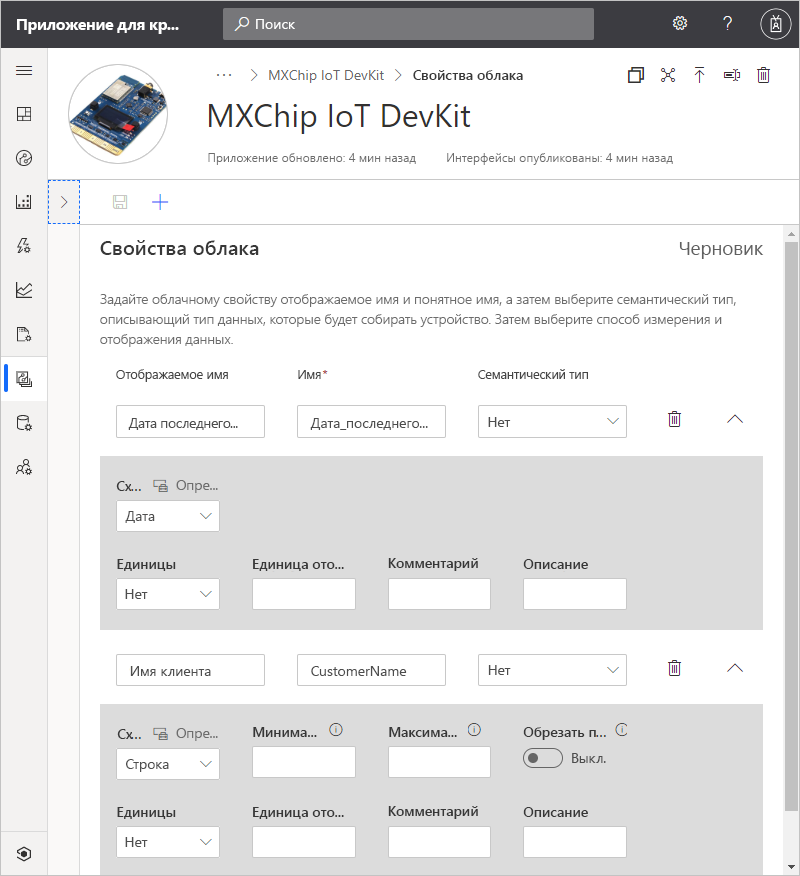 Приложение для кр...
Поиск
?
··· > MXChip IoT DevKit > Свойства облака
MXChip IoT DevKit
Приложение обновлено: 4 мин назад Интерфейсы опубликованы: 4 мин назад
Свойства облака Черновик
Задайте облачному свойству отображаемое имя и понятное имя, а затем выберите семантический тип,
описывающий тип данных, которые будет собирать устройство. Затем выберите способ измерения и
отображения данных.
Отображаемое имя Имя* Семантический тип
Дата последнего... Дата_последнего... Нет
Сх... Опре...
Дата
Единицы Единица ото... Комментарий Описание
Нет
Имя клиента CustomerName Нет
Сх... Опре... Минима... Максима... Обрезать п...
Строка Выкл.
Единицы Единица ото... Комментарий Описание
Нет